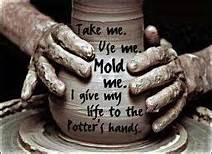 Take me.
Use me.
Mold
me.
I give my
life to the
Potter's hands.